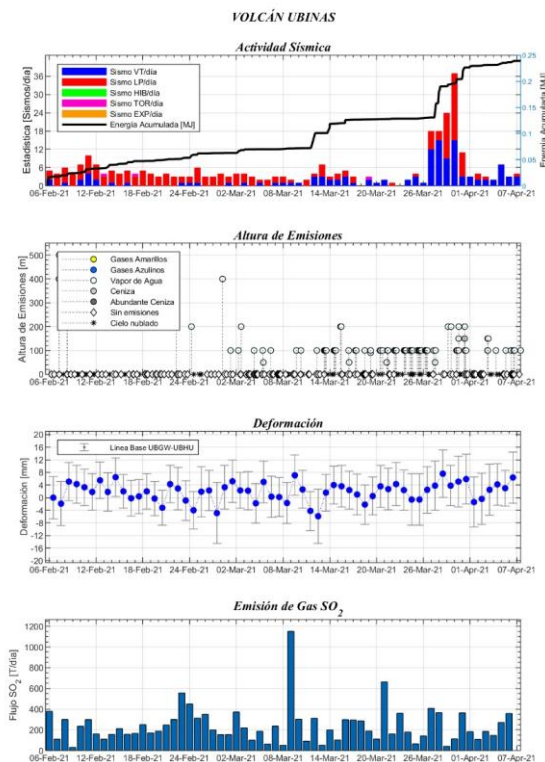 VOLCÁN UBINAS
Actividad Sísmica
Estadística [Sismos/día]
36
30
24
18
12
6
0
Sismo VT/día
Sismo LP/día
Sismo HIB/día
Sismo TOR/día
Sismo EXP/día
Energía Acumulada [MJ]
0.25
0.2
0.15
0.1
0.05
0
Energía Acumulada [MJ]
06-Feb-21 12-Feb-21 18-Feb-21 24-Feb-21 02-Mar-21 08-Mar-21 14-Mar-21 20-Mar-21 26-Mar-21 01-Apr-21 07-Apr-21
Altura de Emisiones
Altura de Emisiones [m]
500
400
300
200
100
0
Gases Amarillos
Gases Azulinos
Vapor de Agua
Ceniza
Abundante Ceniza
Sin emisiones
Cielo nublado
06-Feb-21 12-Feb-21 18-Feb-21 24-Feb-21 02-Mar-21 08-Mar-21 14-Mar-21 20-Mar-21 26-Mar-21 01-Apr-21 07-Apr-21
Deformación
Deformación [mm]
20
16
12
8
4
0
-4
-8
-12
-16
-20
Linea Base UBGW-UBHU
06-Feb-21 12-Feb-21 18-Feb-21 24-Feb-21 02-Mar-21 08-Mar-21 14-Mar-21 20-Mar-21 26-Mar-21 01-Apr-21 07-Apr-21
Emisión de Gas SO2
Flujo SO2 [T/día]
1200
1000
800
600
400
200
0
06-Feb-21 12-Feb-21 18-Feb-21 24-Feb-21 02-Mar-21 08-Mar-21 14-Mar-21 20-Mar-21 26-Mar-21 01-Apr-21 07-Apr-21